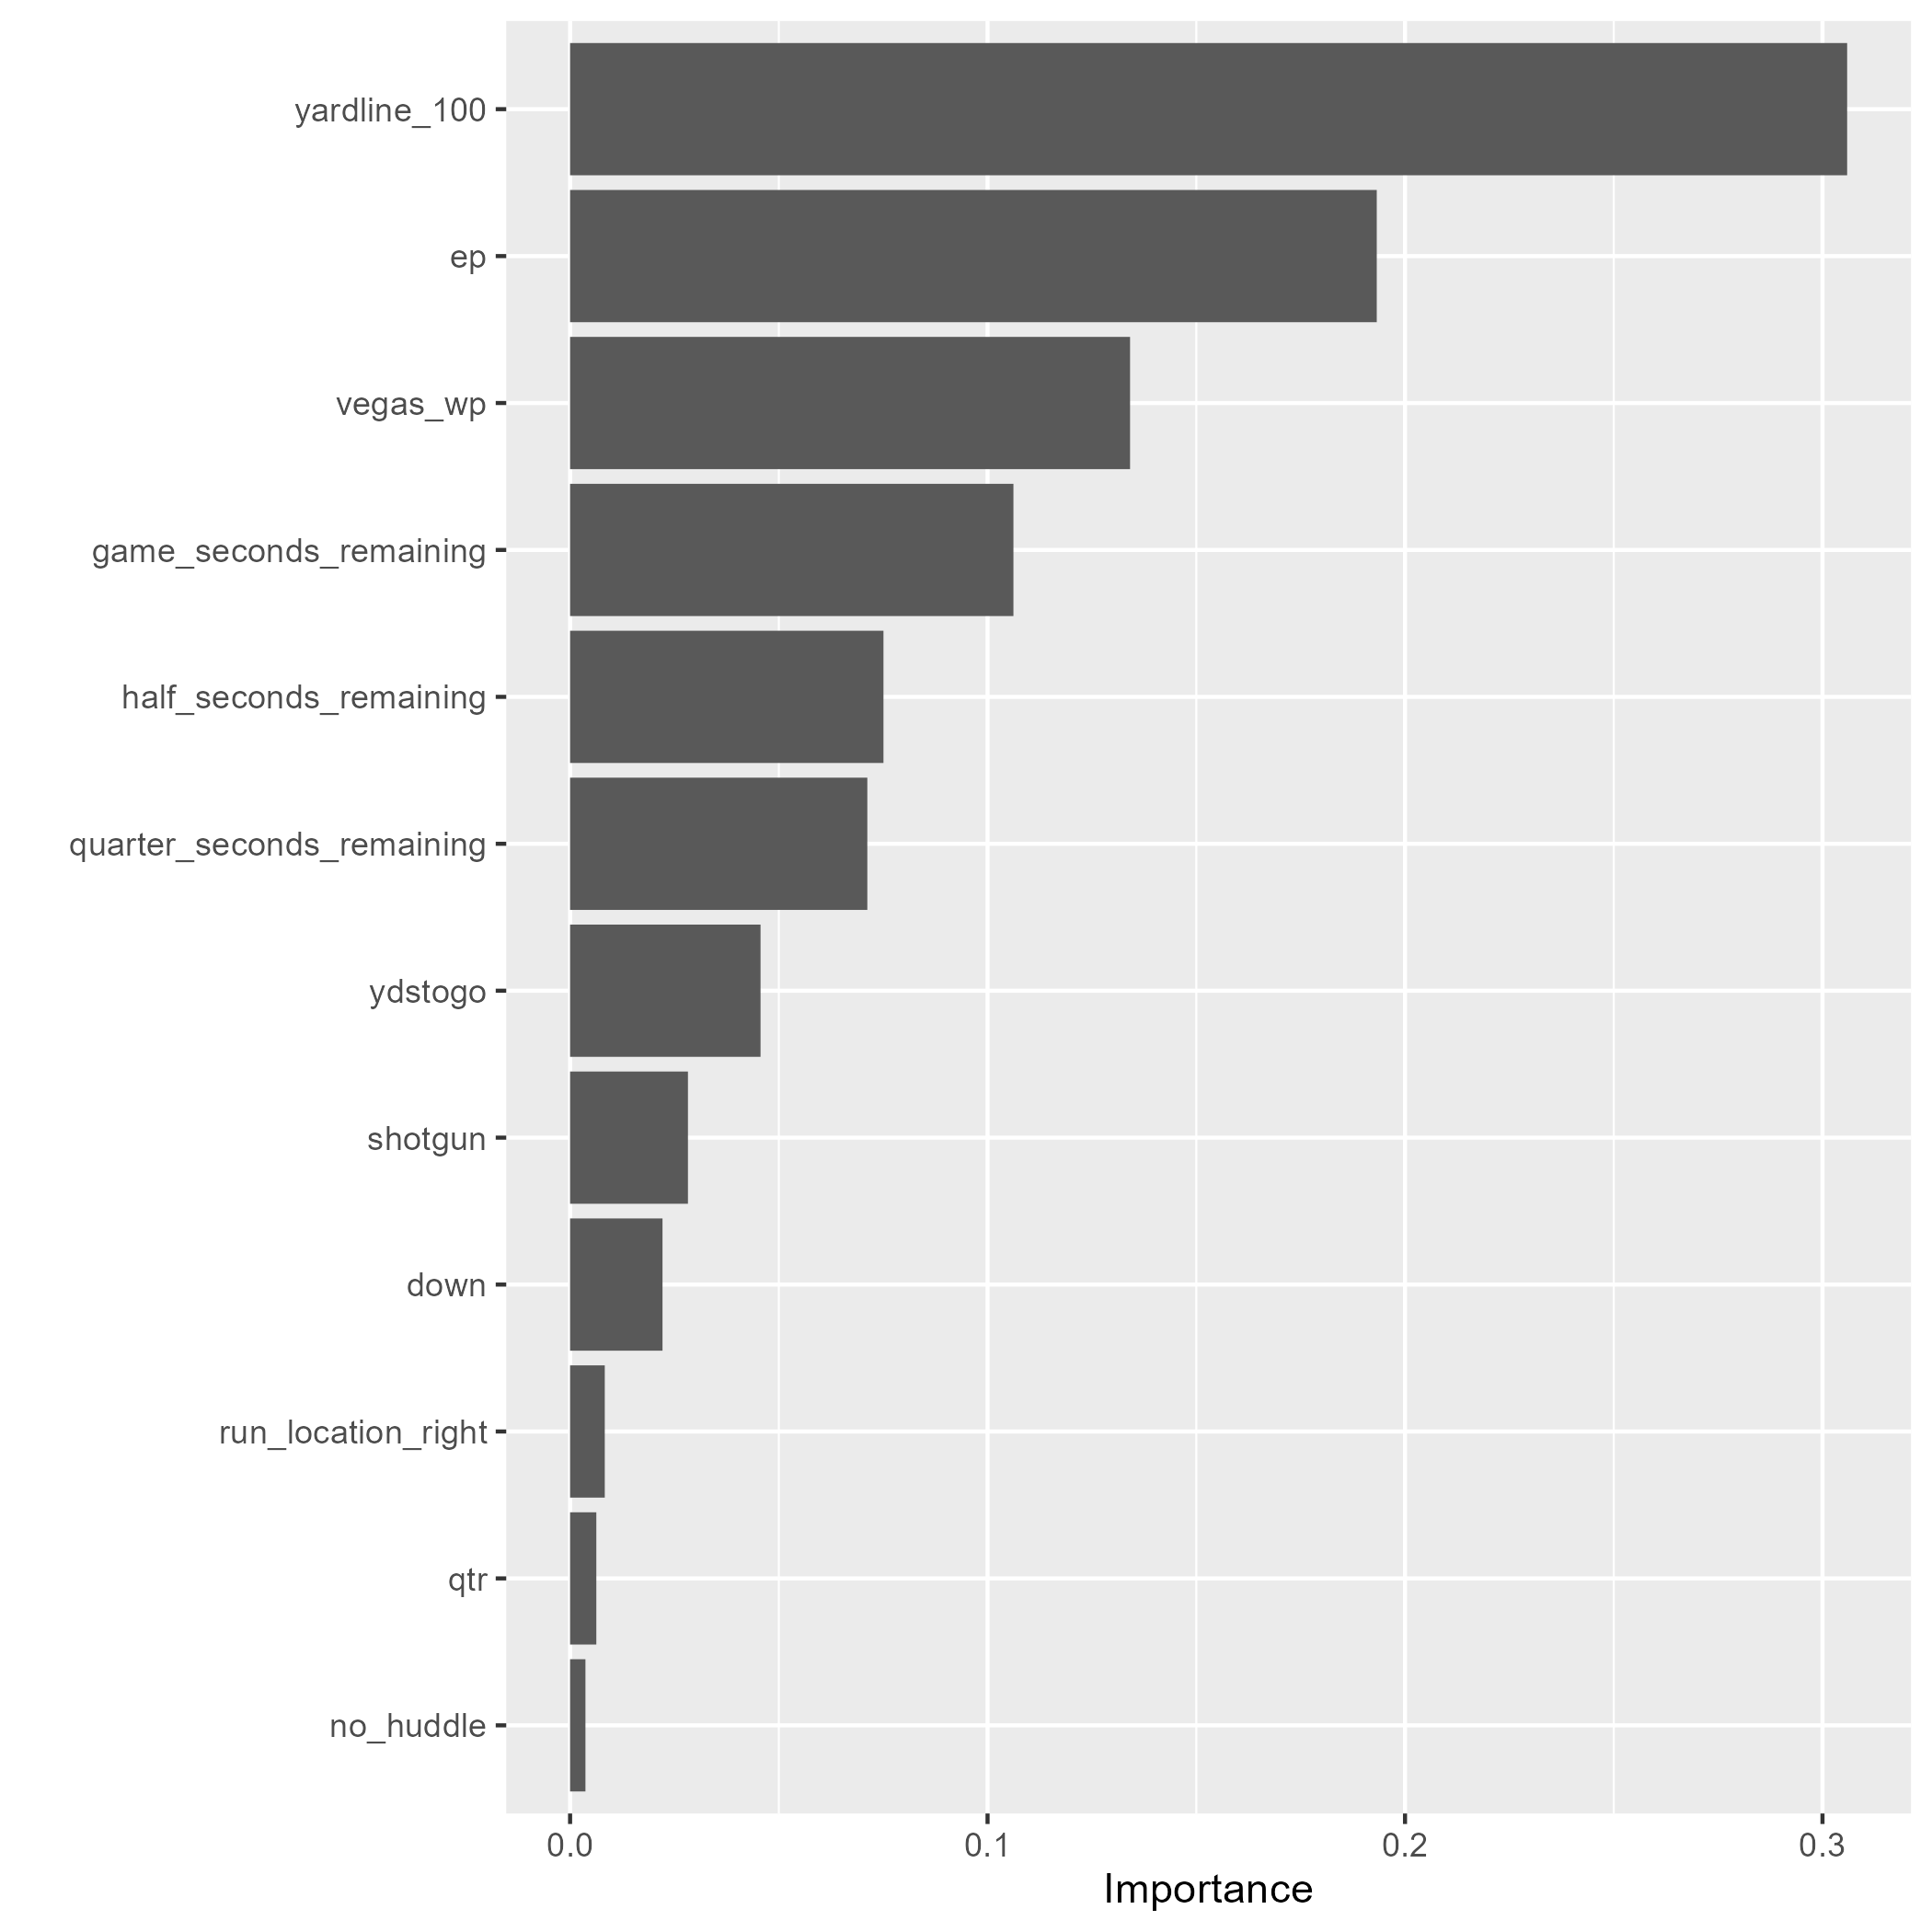 yardline_100
ep
vegas_wp
game_seconds_remaining
half_seconds_remaining
quarter_seconds_remaining
ydstogo
shotgun
down
run_location_right
qtr
no_huddle
0.0 0.1 0.2 0.3
Importance